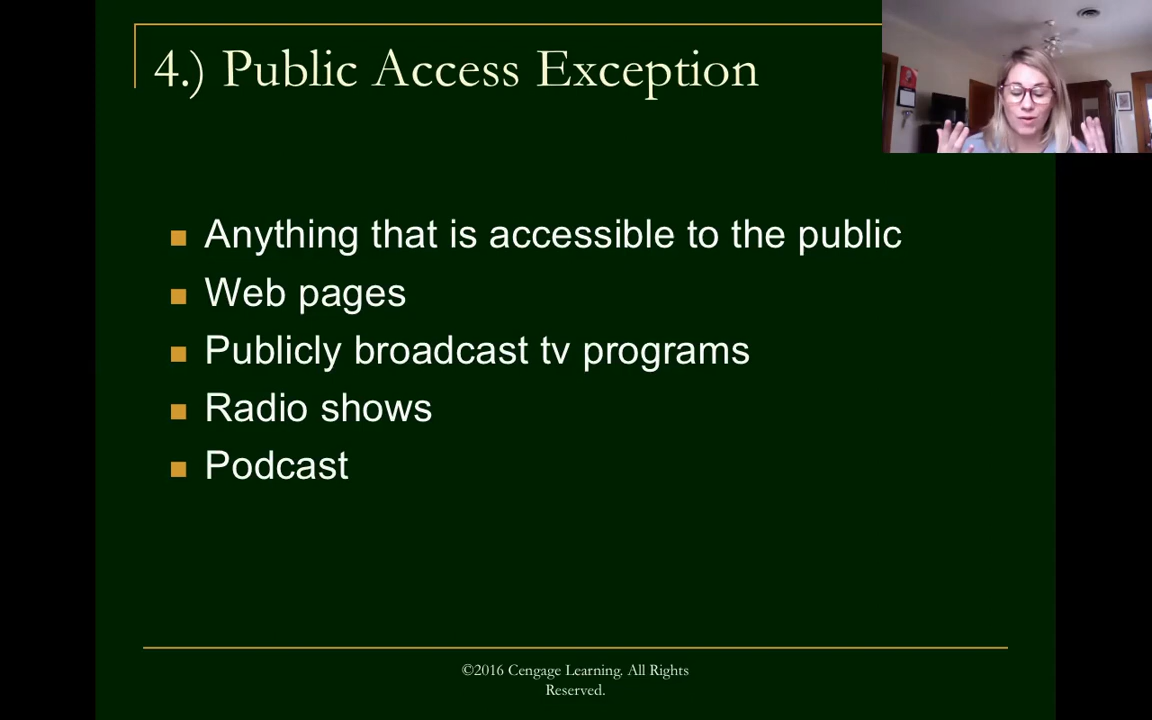 4.) Public Access Exception
Anything that is accessible to the public
Web pages
Publicly broadcast tv programs
Radio shows
Podcast
©2016 Cengage Learning. All Rights
Reserved.